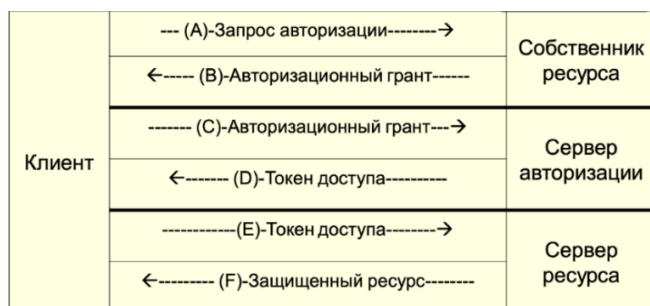 --- (A)-Запрос авторизации-------->
Собственник
ресурса
<----- (B)-Авторизационный грант------
------- (C)-Авторизационный грант--->
Клиент
Сервер
авторизации
<------- (D)-Токен доступа----------
------------(E)-Токен доступа-------->
Сервер
ресурса
<--------- (F)-Защищенный ресурс--------